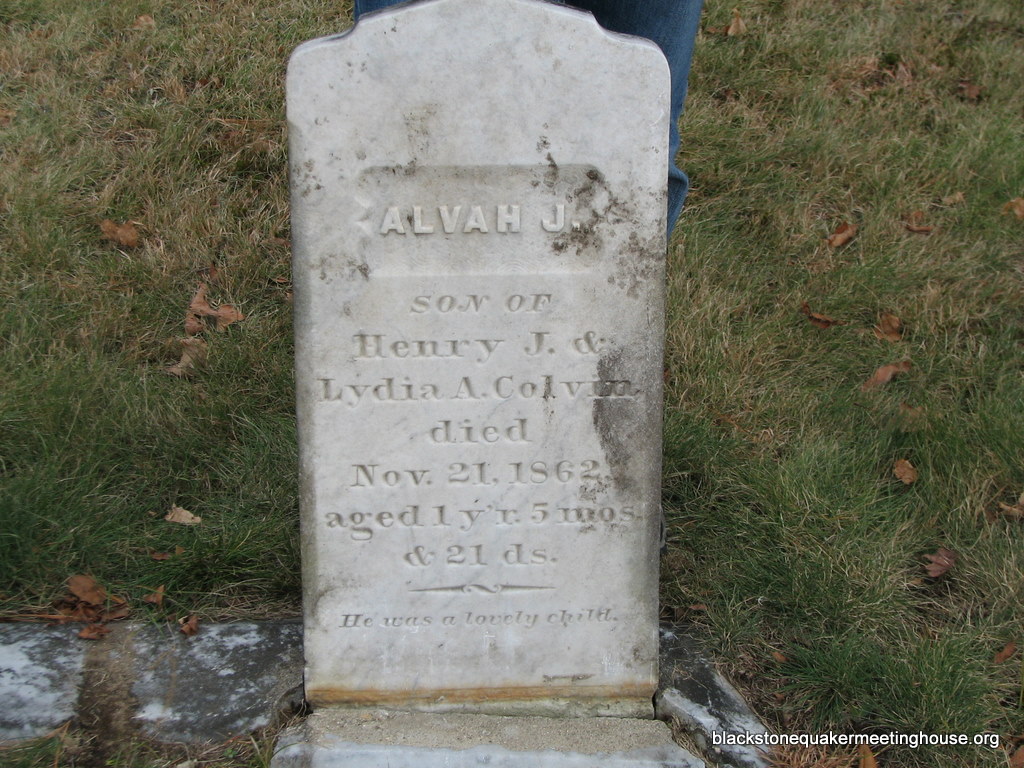 ALVAH J.
SON OF
Henry J. &
Lydia A. Colvin,
died
Nov. 21, 1862,
aged 1 y'r. 5 mos.
& 21 ds.
He was a lovely child.
blackstonequakermeetinghouse.org